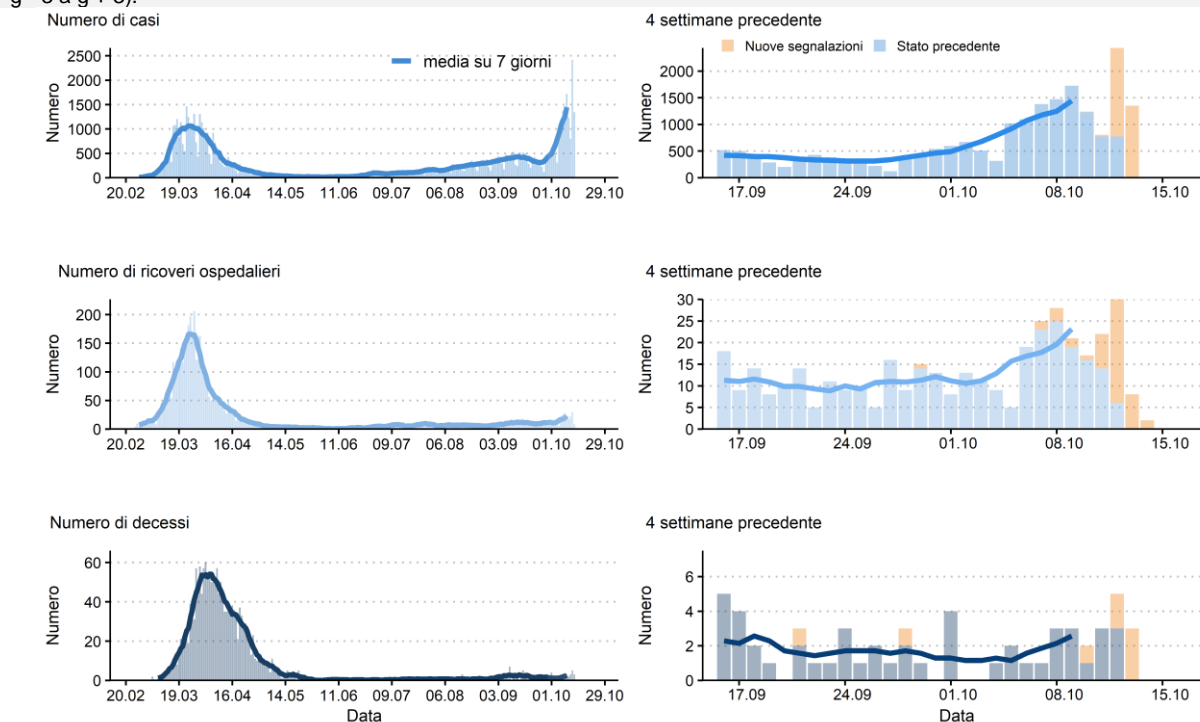 Numero di casi
4 settimane precedente
media su 7 giorni
Nuove segnalazioni Stato precedente
Numero
2500
2000
1500
1000
500
0
20.02 19.03 16.04 14.05 11.06 09.07 06.08 03.09 01.10 29.10
Numero
2000
1500
1000
500
0
17.09 24.09 01.10 08.10 15.10
Numero di ricoveri ospedalieri
4 settimane precedente
Numero
200
150
100
50
0
20.02 19.03 16.04 14.05 11.06 09.07 06.08 03.09 01.10 29.10
Numero
30
25
20
15
10
5
0
17.09 24.09 01.10 08.10 15.10
Numero di decessi
4 settimane precedente
Numero
60
40
20
0
20.02 19.03 16.04 14.05 11.06 09.07 06.08 03.09 01.10 29.10
Data
Numero
6
4
2
0
17.09 24.09 01.10 08.10 15.10
Data